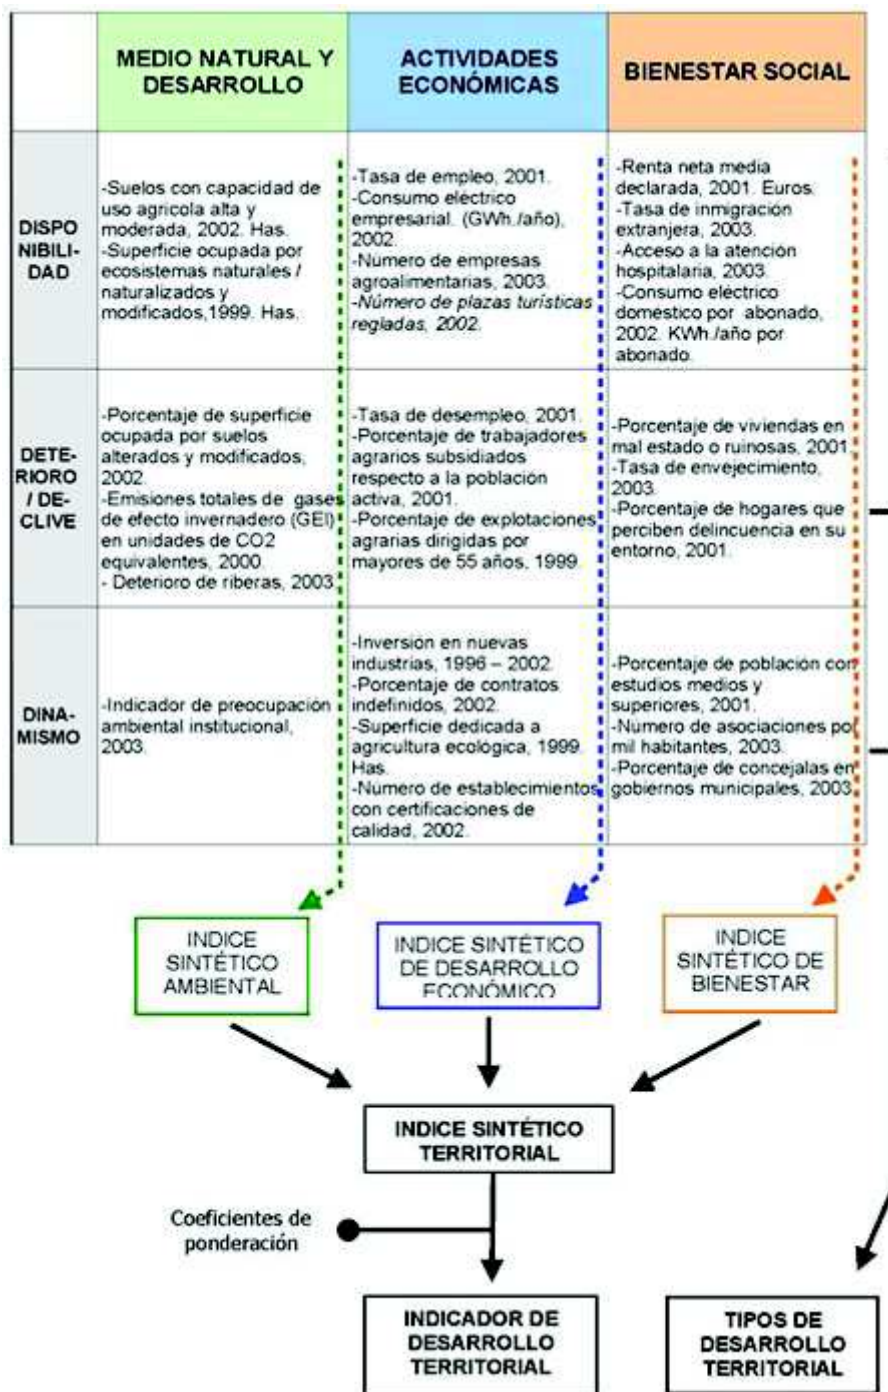 MEDIO NATURAL Y
DESARROLLO
ACTIVIDADES
ECONÓMICAS
BIENESTAR SOCIAL
DISPO
NIBILI-
DAD
-Suelos con capacidad de
uso agrícola alta y
moderada, 2002. Has.
-Superficie ocupada por
ecosistemas naturales /
naturalizados y
modificados,1999. Has.
-Tasa de empleo, 2001.
-Consumo eléctrico
empresarial. (GWh./año),
2002.
-Número de empresas
agroalimentarias, 2003.
-Número de plazas turísticas
regladas, 2002.
-Renta neta media
declarada, 2001. Euros.
-Tasa de inmigración
extranjera, 2003.
-Acceso a la atención
hospitalaria, 2003.
-Consumo eléctrico
doméstico por abonado,
2002. KWh./año por
abonado.
DETE-
RIORO
/ DE-
CLIVE
-Porcentaje de superficie
ocupada por suelos
alterados y modificados,
2002.
-Emisiones totales de gases
de efecto invernadero (GEI)
en unidades de CO2
equivalentes, 2000.
- Deterioro de riberas, 2003
-Tasa de desempleo, 2001.
-Porcentaje de trabajadores
agrarios subsidiados
respecto a la población
activa, 2001.
-Porcentaje de explotaciones
agrarias dirigidas por
mayores de 55 años, 1999
-Porcentaje de viviendas en
mal estado o ruinosas, 2001
-Tasa de envejecimiento,
2003.
-Porcentaje de hogares que
perciben delincuencia en su
entorno, 2001.
DINA-
MISMO
-Indicador de preocupación
ambiental institucional,
2003.
-Inversión en nuevas
industrias, 1996 – 2002.
-Porcentaje de contratos
indefinidos, 2002.
-Superficie dedicada a
agricultura ecológica, 1999.
Has.
-Número de establecimientos
con certificaciones de
calidad, 2002.
-Porcentaje de población con
estudios medios y
superiores, 2001.
-Numero de asociaciones por
mil habitantes, 2003.
-Porcentaje de concejalas en
gobiernos municipales, 2003
INDICE
SINTÉTICO
AMBIENTAL
INDICE SINTÉTICO
DE DESARROLLO
ECONÓMICO
INDICE
SINTÉTICO DE
BIENESTAR
INDICE SINTÉTICO
TERRITORIAL
Coeficientes de
ponderación
INDICADOR DE
DESARROLLO
TERRITORIAL
TIPOS DE
DESARROLLO
TERRITORIAL